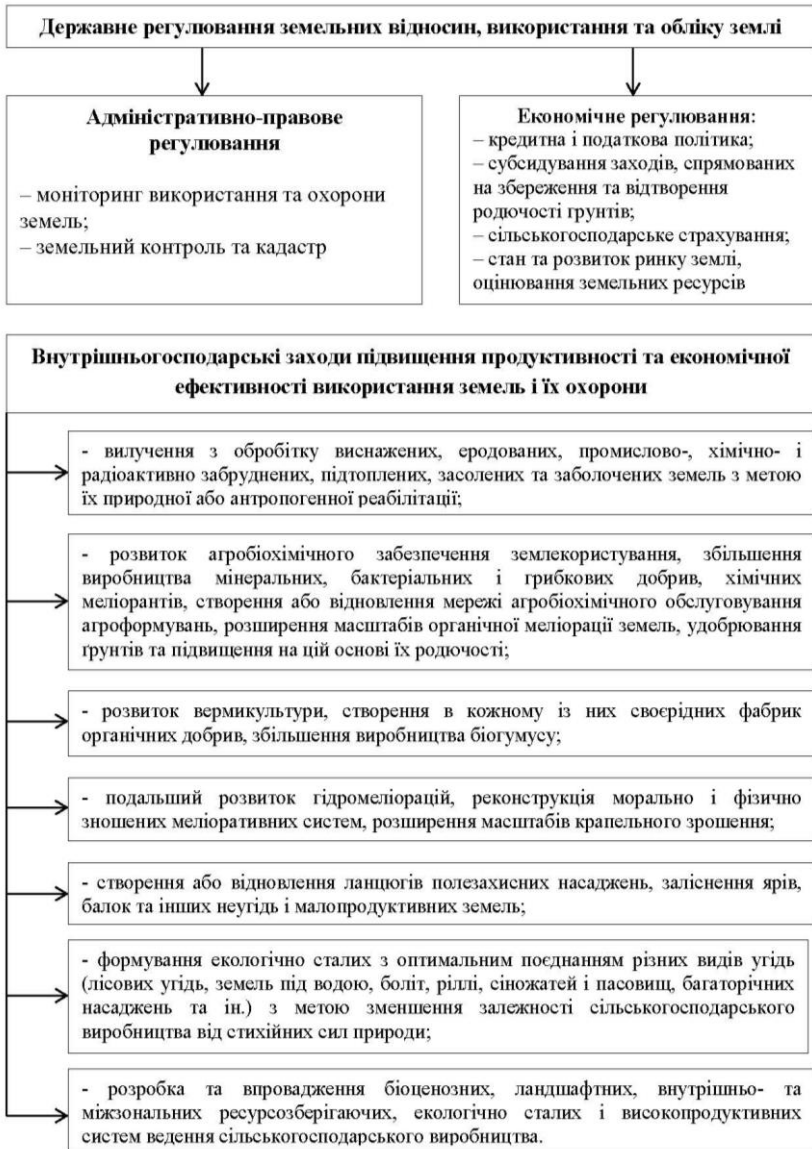 Державне регулювання земельних відносин, використання та обліку землі
Адміністративно-правове
регулювання
– моніторинг використання та охорони
земель;
– земельний контроль та кадастр
Економічне регулювання:
– кредитна і податкова політика;
– субсидування заходів, спрямованих
на збереження та відтворення
родючості ґрунтів;
– сільськогосподарське страхування;
– стан та розвиток ринку землі,
оцінювання земельних ресурсів
Внутрішньогосподарські заходи підвищення продуктивності та економічної
ефективності використання земель і їх охорони
- вилучення з обробітку виснажених, еродованих, промислово-, хімічно- і
радіоактивно забруднених, підтоплених, засолених та заболочених земель з метою
їх природної або антропогенної реабілітації;
- розвиток агробіохімічного забезпечення землекористування, збільшення
виробництва мінеральних, бактеріальних і грибкових добрив, хімічних
меліорантів, створення або відновлення мережі агробіохімічного обслуговування
агроформувань, розширення масштабів органічної меліорації земель, удобрювання
ґрунтів та підвищення на цій основі їх родючості;
- розвиток вермикультури, створення в кожному із них своєрідних фабрик
органічних добрив, збільшення виробництва біогумусу;
- подальший розвиток гідромеліорацій, реконструкція морально і фізично
зношених меліоративних систем, розширення масштабів крапельного зрошення;
- створення або відновлення ланцюгів полезахисних насаджень, заліснення ярів,
балок та інших неугідь і малопродуктивних земель;
- формування екологічно сталих з оптимальним поєднанням різних видів угідь
(лісових угідь, земель під водою, боліт, ріллі, сіножатей і пасовищ, багаторічних
насаджень та ін.) з метою зменшення залежності сільськогосподарського
виробництва від стихійних сил природи;
- розробка та впровадження біоценозних, ландшафтних, внутрішньо- та
міжзональних ресурсозберігаючих, екологічно сталих і високопродуктивних
систем ведення сільськогосподарського виробництва.